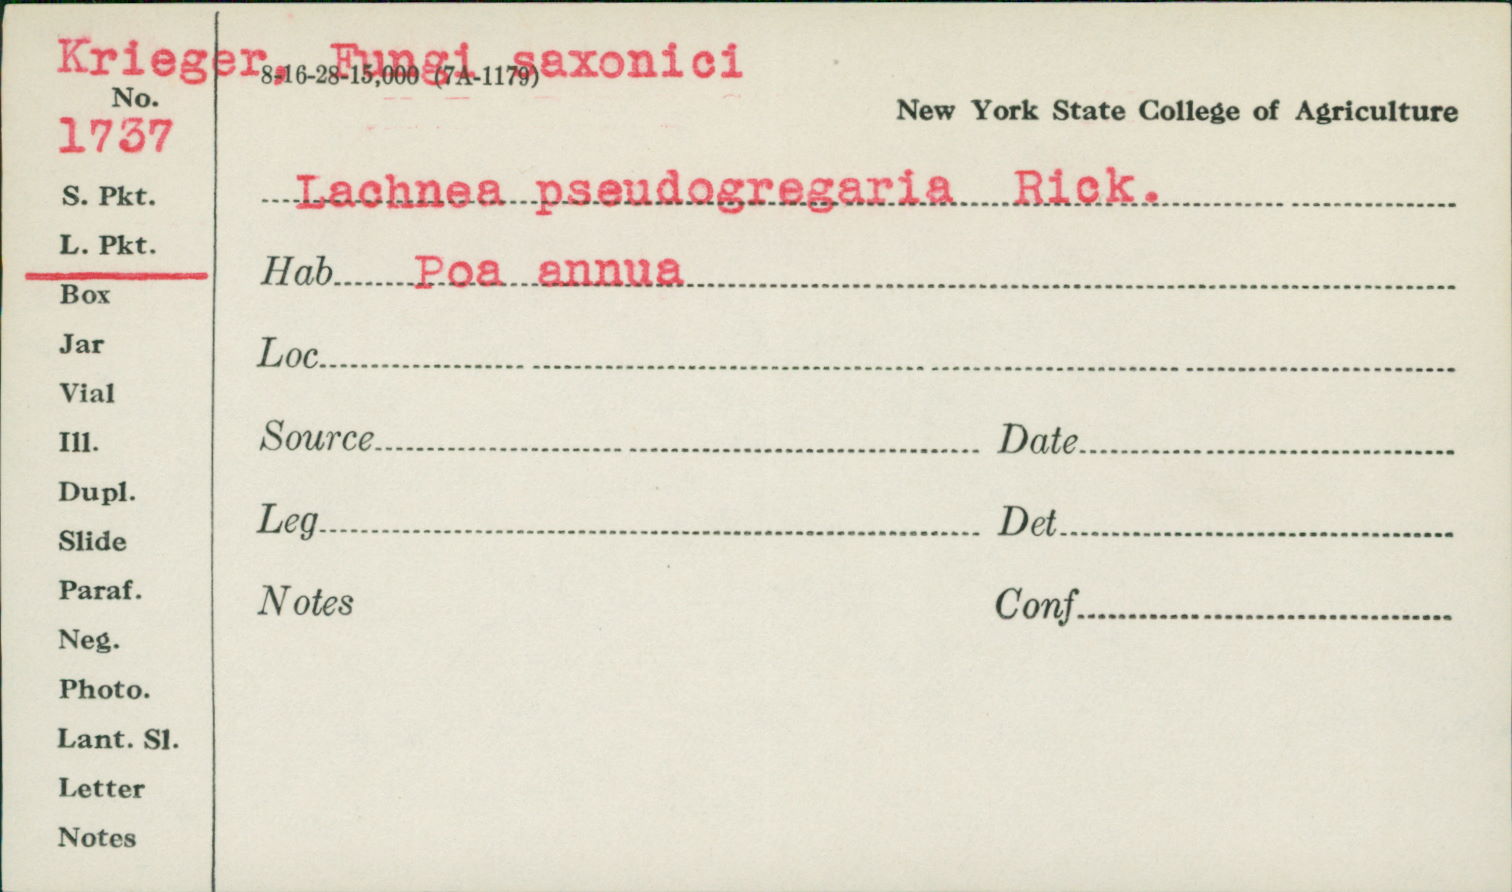 Krieger, Fungi saxonici
8-16-28-15,000 (7A-1179)
No.
1737
New York State College of Agriculture
S. Pkt.
Lachnea pseudogregaria Rick.
L. Pkt.
Hab Poa annua
Box
Jar
Loc
Vial
Ill.
Source Date
Dupl.
Slide
Leg Det
Paraf.
Notes Conf
Neg.
Photo.
Lant. Sl.
Letter
Notes